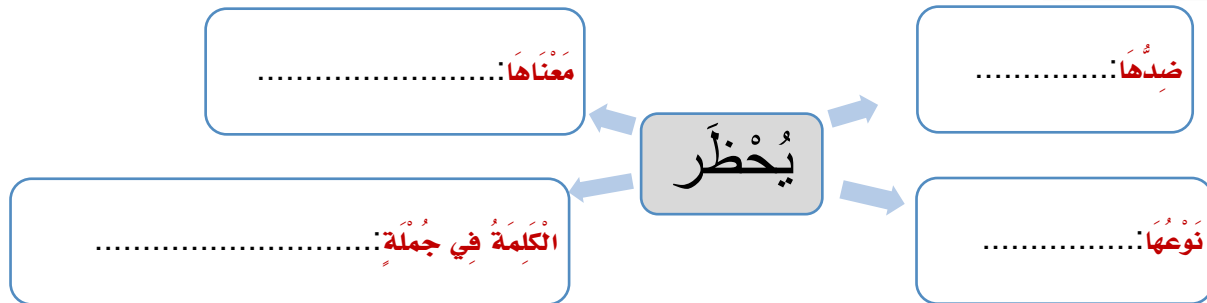 ضِدُّهَا:..............
مَعْنَاهَا:.........................
يُحْظَر
نَوْعُهَا:................
الْكَلِمَةُ فِي جُمْلَةٍ:.............................